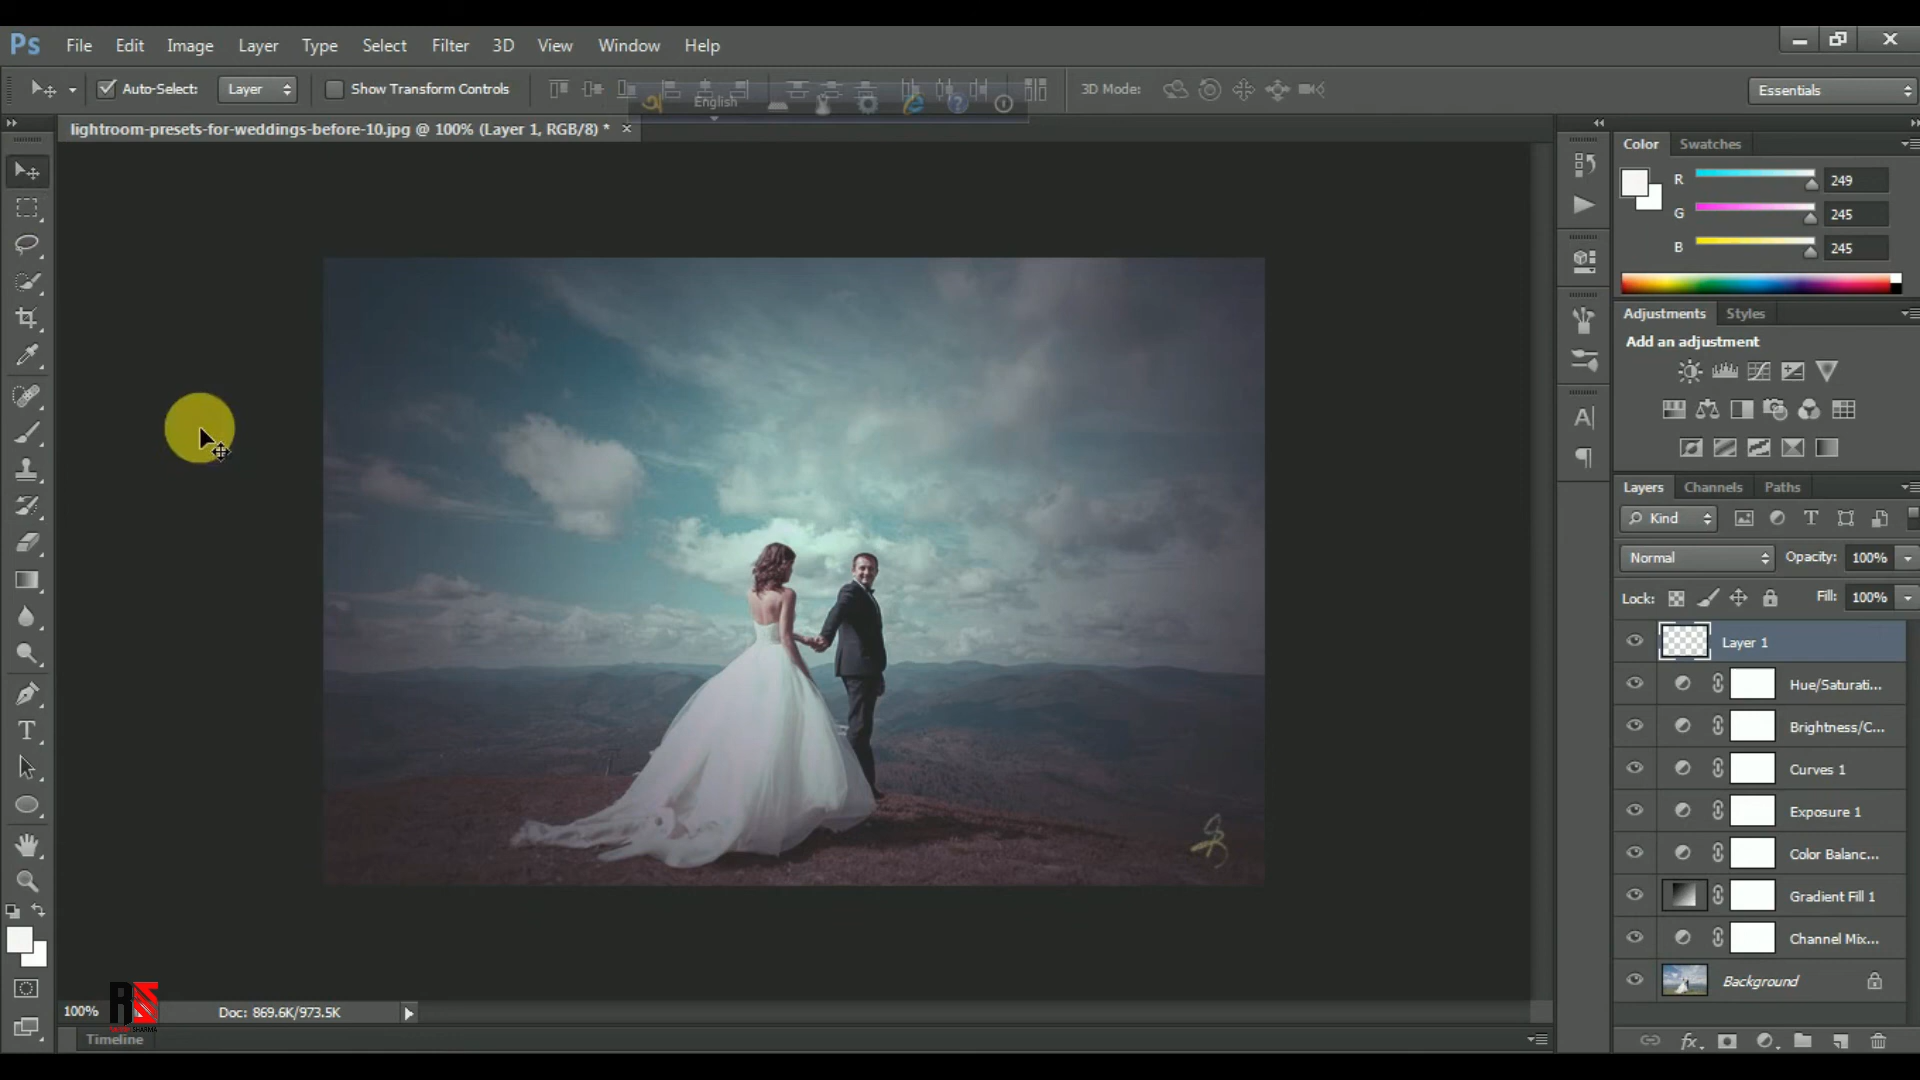 Ps File Edit Image Layer Type Select Filter 3D View Window Help
Auto-Select: Layer Show Transform Controls 3D Mode: Essentials
English
lightroom-presets-for-weddings-before-10.jpg @ 100% (Layer 1, RGB/8) * ×
Color Swatches
R 249
G 245
B 245
Adjustments Styles
Add an adjustment
Layers Channels Paths
Kind
Normal Opacity: 100%
Lock: Fill: 100%
Layer 1
Hue/Saturati...
Brightness/C...
Curves 1
Exposure 1
Color Balanc...
Gradient Fill 1
Channel Mix...
Background
100% Doc: 869.6K/973.5K
Timeline